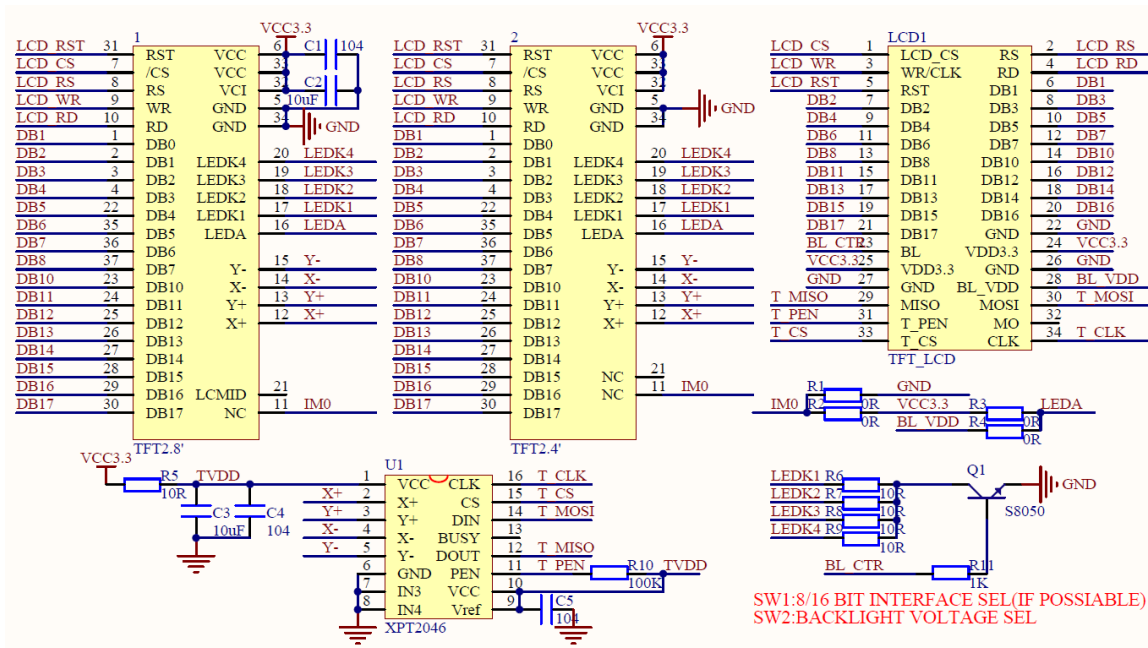 1
LCD_RST 31 RST VCC 6 VCC3.3
LCD_CS 7 /CS VCC 33
LCD_RS 8 RS VCI 32
LCD_WR 9 WR GND 5
LCD_RD 10 RD GND 34 GND
C1 104
C2 10uF
DB1 1 DB0
DB2 2 DB1 LEDK4 20 LEDK4
DB3 3 DB2 LEDK3 19 LEDK3
DB4 4 DB3 LEDK2 18 LEDK2
DB5 22 DB4 LEDK1 17 LEDK1
DB6 35 DB5 LEDA 16 LEDA
DB7 36 DB6
DB8 37 DB7 Y- 15 Y-
DB10 23 DB10 X- 14 X-
DB11 24 DB11 Y+ 13 Y+
DB12 25 DB12 X+ 12 X+
DB13 26 DB13
DB14 27 DB14
DB15 28 DB15
DB16 29 DB16 LCMID 21
DB17 30 DB17 NC 11 IM0
TFT2.8'
2
LCD_RST 31 RST VCC 6 VCC3.3
LCD_CS 7 /CS VCC 33
LCD_RS 8 RS VCI 32
LCD_WR 9 WR GND 5 GND
LCD_RD 10 RD GND 34
DB1 1 DB0
DB2 2 DB1 LEDK4 20 LEDK4
DB3 3 DB2 LEDK3 19 LEDK3
DB4 4 DB3 LEDK2 18 LEDK2
DB5 22 DB4 LEDK1 17 LEDK1
DB6 35 DB5 LEDA 16 LEDA
DB7 36 DB6
DB8 37 DB7 Y- 15 Y-
DB10 23 DB10 X- 14 X-
DB11 24 DB11 Y+ 13 Y+
DB12 25 DB12 X+ 12 X+
DB13 26 DB13
DB14 27 DB14
DB15 28 DB15 NC 21
DB16 29 DB16 NC 11 IM0
DB17 30 DB17
TFT2.4'
LCD1
LCD_CS 1 LCD_CS RS 2 LCD_RS
LCD_WR 3 WR/CLK RD 4 LCD_RD
LCD_RST 5 RST DB1 6 DB1
DB2 7 DB2 DB3 8 DB3
DB4 9 DB4 DB5 10 DB5
DB6 11 DB6 DB7 12 DB7
DB8 13 DB8 DB10 14 DB10
DB11 15 DB11 DB12 16 DB12
DB13 17 DB13 DB14 18 DB14
DB15 19 DB15 DB16 20 DB16
DB17 21 DB17 GND 22 GND
BL_CTR 23 BL VDD3.3 24 VCC3.3
VCC3.3 25 VDD3.3 GND 26 GND
GND 27 GND BL_VDD 28 BL_VDD
T_MISO 29 MISO MOSI 30 T_MOSI
T_PEN 31 T_PEN MO 32
T_CS 33 T_CS CLK 34 T_CLK
TFT_LCD
R1 GND
IM0 R2 0R VCC3.3 R3 0R LEDA
BL_VDD R4 0R
VCC3.3
R5 10R TVDD
C3 10uF
C4 104
U1
1 VCC CLK 16 T_CLK
X+ 2 X+ CS 15 T_CS
Y+ 3 Y+ DIN 14 T_MOSI
X- 4 X- BUSY 13
Y- 5 Y- DOUT 12 T_MISO
6 GND PEN 11 T_PEN R10 100K TVDD
7 IN3 VCC 10
8 IN4 Vref 9 C5 104
XPT2046
LEDK1 R6 10R
LEDK2 R7 10R
LEDK3 R8 10R
LEDK4 R9 10R
Q1 S8050 GND
BL_CTR R11 1K
SW1:8/16 BIT INTERFACE SEL(IF POSSIABLE)
SW2:BACKLIGHT VOLTAGE SEL